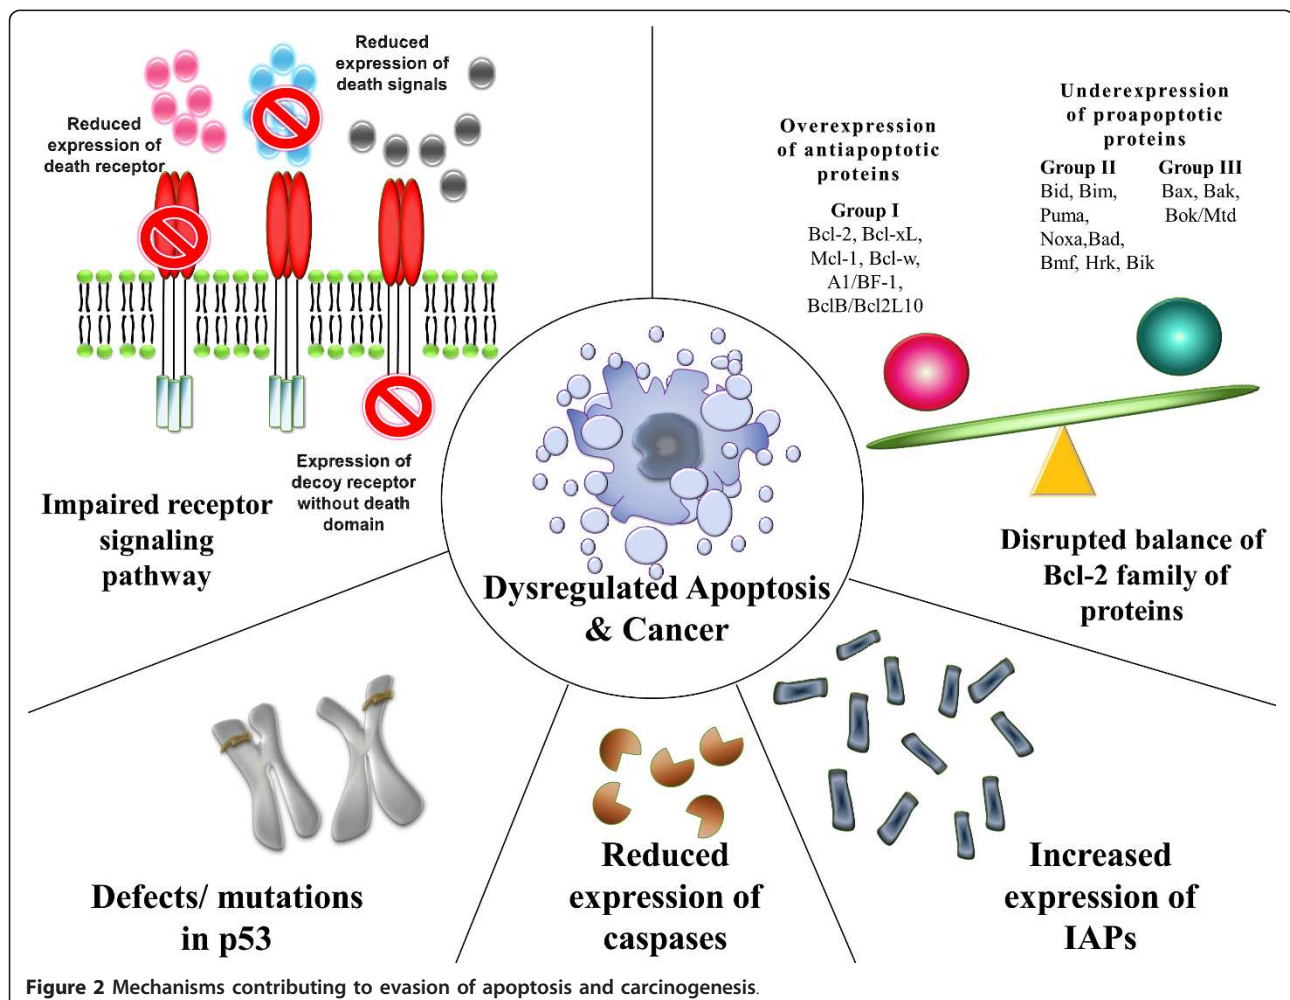 Reduced
expression of
death signals
Reduced
expression of
death receptor
Expression of
decoy receptor
without death
domain
Impaired receptor
signaling
pathway
Overexpression
of antiapoptotic
proteins
Group I
Bcl-2, Bcl-xL,
Mcl-1, Bcl-w,
A1/BF-1,
BclB/Bcl2L10
Underexpression
of proapoptotic
proteins
Group II
Bid, Bim,
Puma,
Noxa,Bad,
Bmf, Hrk, Bik
Group III
Bax, Bak,
Bok/Mtd
Disrupted balance of
Bcl-2 family of
proteins
Dysregulated Apoptosis
& Cancer
Defects/ mutations
in p53
Reduced
expression of
caspases
Increased
expression of
IAPs
Figure 2 Mechanisms contributing to evasion of apoptosis and carcinogenesis.